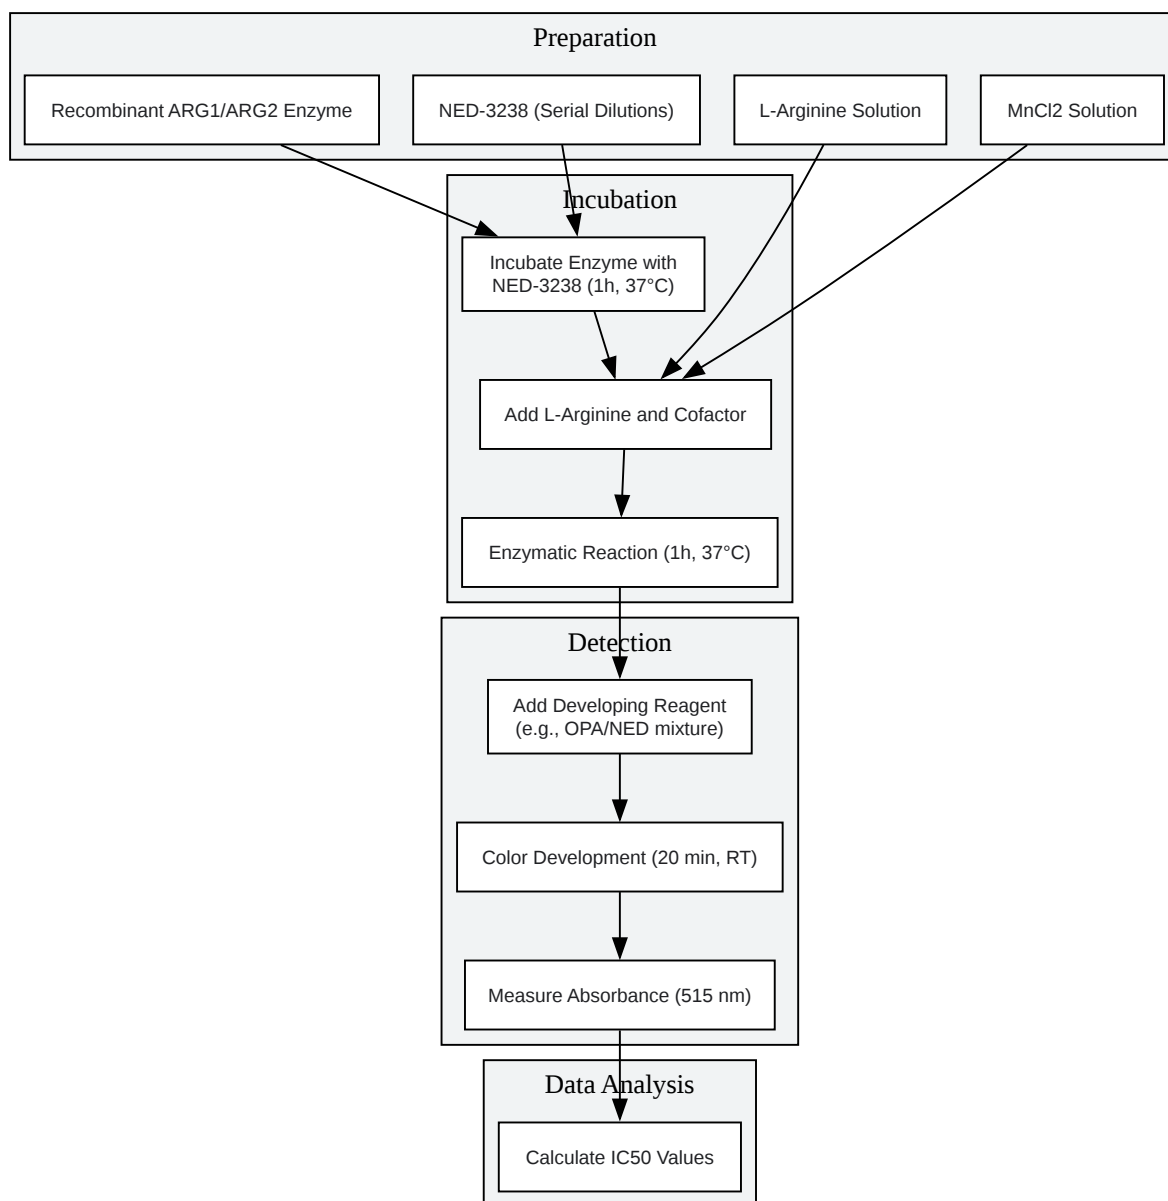 Preparation
Recombinant ARG1/ARG2 Enzyme
NED-3238 (Serial Dilutions)
L-Arginine Solution
MnCl2 Solution
Incubation
Incubate Enzyme with
NED-3238 (1h, 37°C)
Add L-Arginine and Cofactor
Enzymatic Reaction (1h, 37°C)
Detection
Add Developing Reagent
(e.g., OPA/NED mixture)
Color Development (20 min, RT)
Measure Absorbance (515 nm)
Data Analysis
Calculate IC50 Values